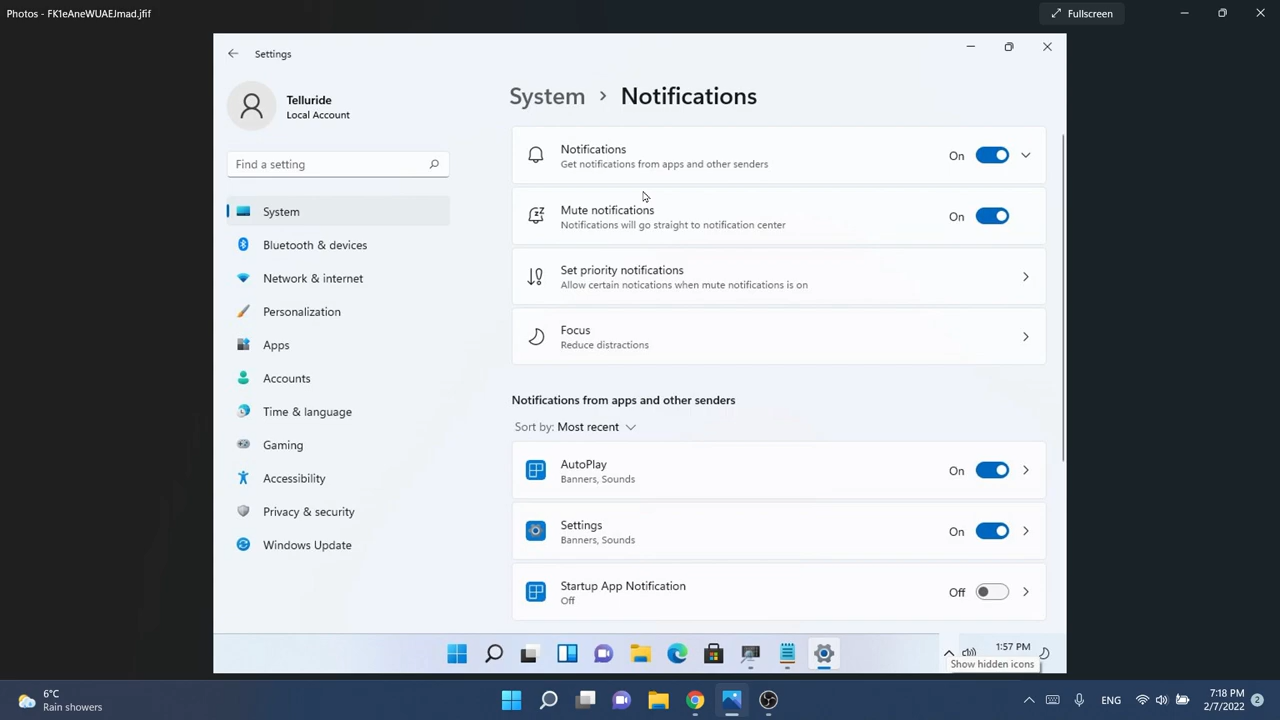 Photos - FK1eAneWUAEJmad.jfif
Fullscreen
Settings
Telluride
Local Account
Find a setting
System
Bluetooth & devices
Network & internet
Personalization
Apps
Accounts
Time & language
Gaming
Accessibility
Privacy & security
Windows Update
System > Notifications
Notifications
Get notifications from apps and other senders
On
Mute notifications
Notifications will go straight to notification center
On
Set priority notifications
Allow certain notications when mute notifications is on
Focus
Reduce distractions
Notifications from apps and other senders
Sort by: Most recent
AutoPlay
Banners, Sounds
On
Settings
Banners, Sounds
On
Startup App Notification
Off
Off
1:57 PM
Show hidden icons
6°C
Rain showers
ENG
7:18 PM
2/7/2022
2